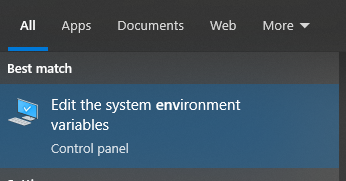 All Apps Documents Web More
Best match
Edit the system environment
variables
Control panel